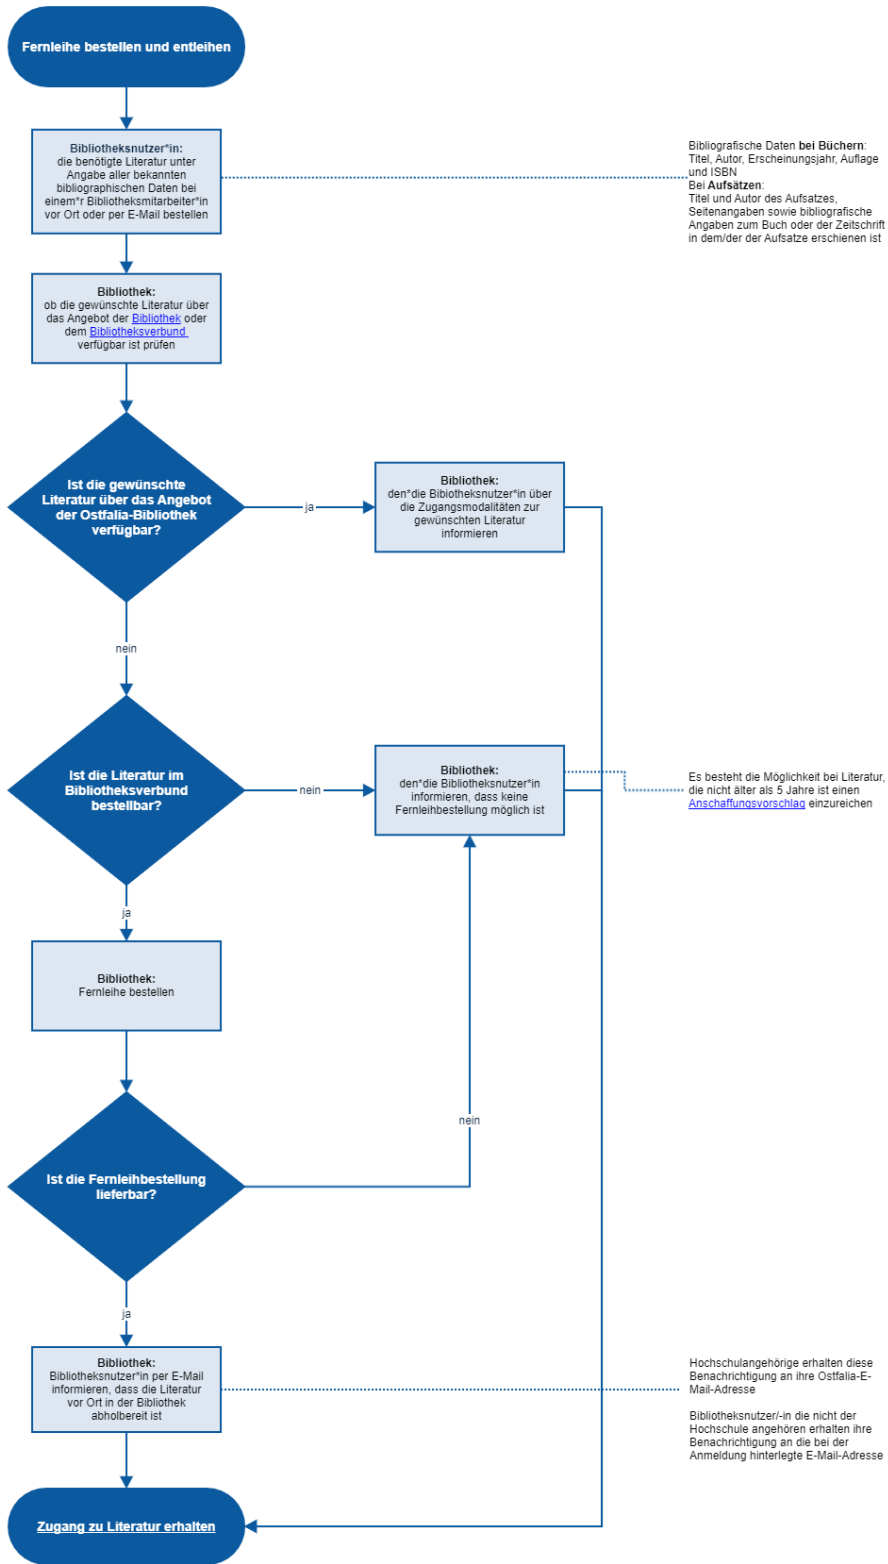 Fernleihe bestellen und entleihen
Bibliotheksnutzer*in:
die benötigte Literatur unter
Angabe aller bekannten
bibliographischen Daten bei
einem*r Bibliotheksmitarbeiter*in
vor Ort oder per E-Mail bestellen
Bibliografische Daten bei Büchern:
Titel, Autor, Erscheinungsjahr, Auflage
und ISBN
Bei Aufsätzen:
Titel und Autor des Aufsatzes,
Seitenangaben sowie bibliografische
Angaben zum Buch oder der Zeitschrift
in dem/der der Aufsatze erschienen ist
Bibliothek:
ob die gewünschte Literatur über
das Angebot der Bibliothek oder
dem Bibliotheksverbund
verfügbar ist prüfen
Ist die gewünschte
Literatur über das Angebot
der Ostfalia-Bibliothek
verfügbar?
ja
Bibliothek:
den*die Bibiotheksnutzer*in über
die Zugangsmodalitäten zur
gewünschten Literatur
informieren
nein
Ist die Literatur im
Bibliotheksverbund
bestellbar?
nein
Bibliothek:
den*die Bibliotheksnutzer*in
informieren, dass keine
Fernleihbestellung möglich ist
Es besteht die Möglichkeit bei Literatur,
die nicht älter als 5 Jahre ist einen
Anschaffungsvorschlag einzureichen
ja
Bibliothek:
Fernleihe bestellen
nein
Ist die Fernleihbestellung
lieferbar?
ja
Bibliothek:
Bibliotheksnutzer*in per E-Mail
informieren, dass die Literatur
vor Ort in der Bibliothek
abholbereit ist
Hochschulangehörige erhalten diese
Benachrichtigung an ihre Ostfalia-E-
Mail-Adresse
Bibliotheksnutzer/-in die nicht der
Hochschule angehören erhalten ihre
Benachrichtigung an die bei der
Anmeldung hinterlegte E-Mail-Adresse
Zugang zu Literatur erhalten